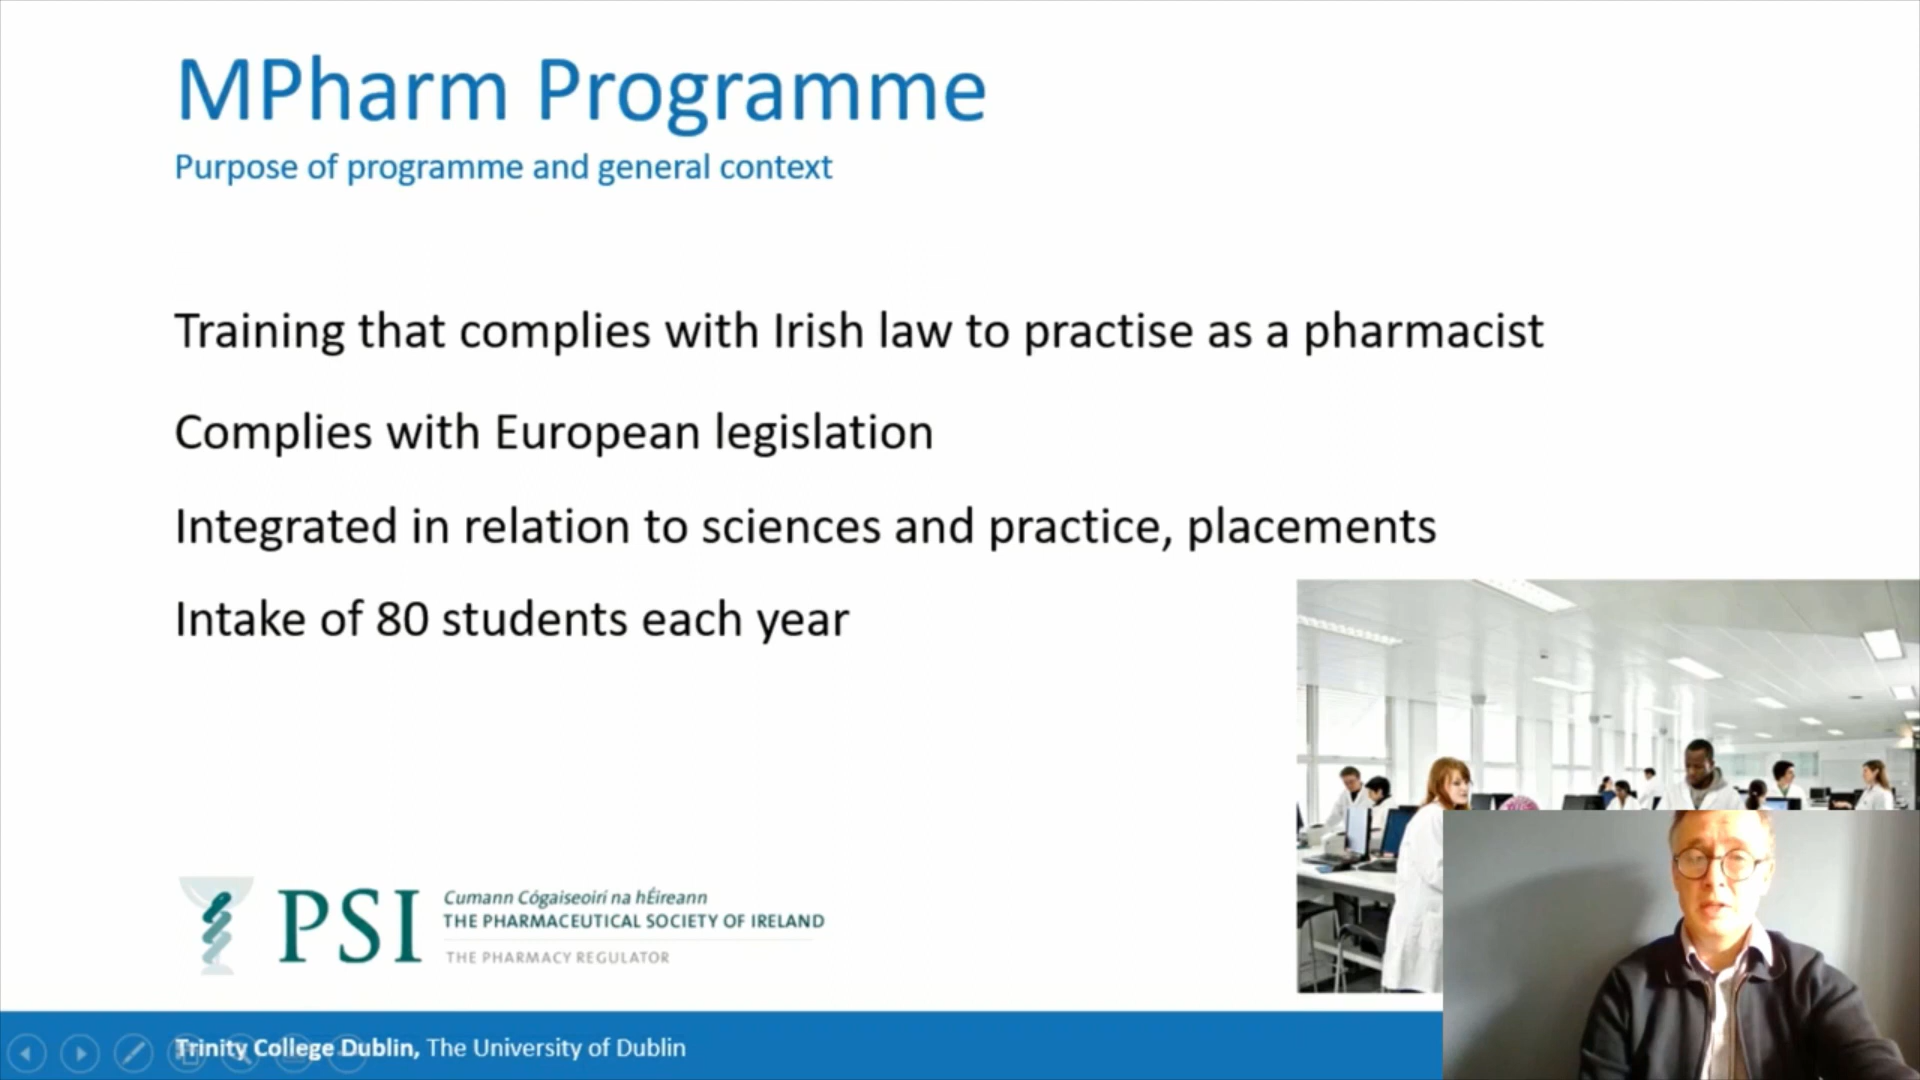 MPharm Programme
Purpose of programme and general context
Training that complies with Irish law to practise as a pharmacist
Complies with European legislation
Integrated in relation to sciences and practice, placements
Intake of 80 students each year
PSI
Cumann Cógaiseoirí na hÉireann
THE PHARMACEUTICAL SOCIETY OF IRELAND
THE PHARMACY REGULATOR
Trinity College Dublin, The University of Dublin